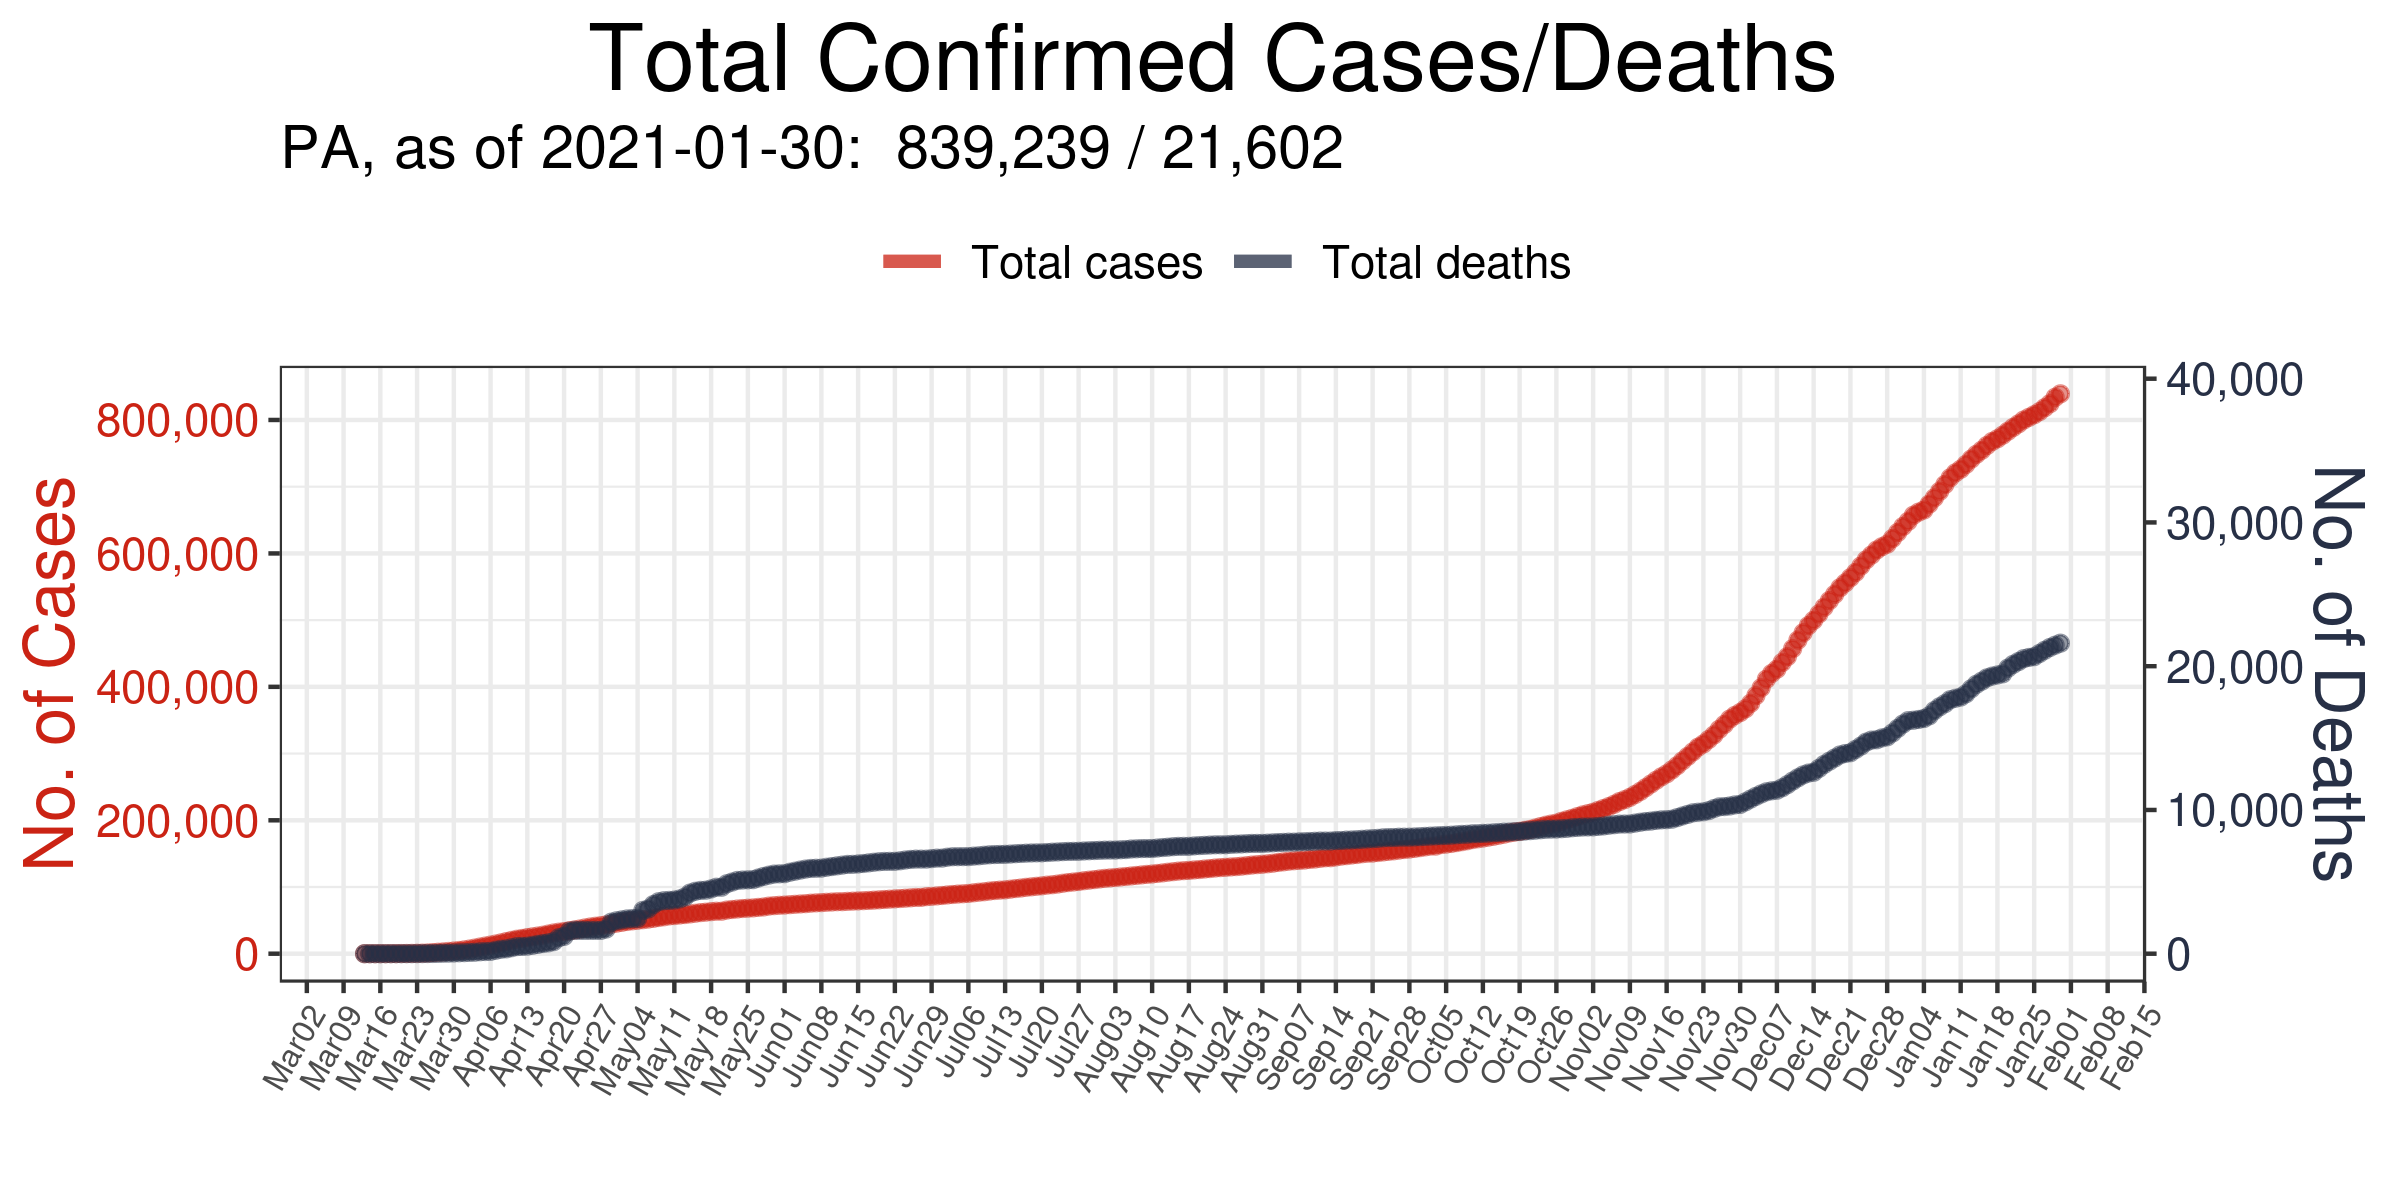 Total Confirmed Cases/Deaths
PA, as of 2021-01-30:  839,239 / 21,602
Total cases
Total deaths
No. of Cases
800,000
600,000
400,000
200,000
0
40,000
30,000
20,000
10,000
0
No. of Deaths
Mar02
Mar09
Mar16
Mar23
Mar30
Apr06
Apr13
Apr20
Apr27
May04
May11
May18
May25
Jun01
Jun08
Jun15
Jun22
Jun29
Jul06
Jul13
Jul20
Jul27
Aug03
Aug10
Aug17
Aug24
Aug31
Sep07
Sep14
Sep21
Sep28
Oct05
Oct12
Oct19
Oct26
Nov02
Nov09
Nov16
Nov23
Nov30
Dec07
Dec14
Dec21
Dec28
Jan04
Jan11
Jan18
Jan25
Feb01
Feb08
Feb15